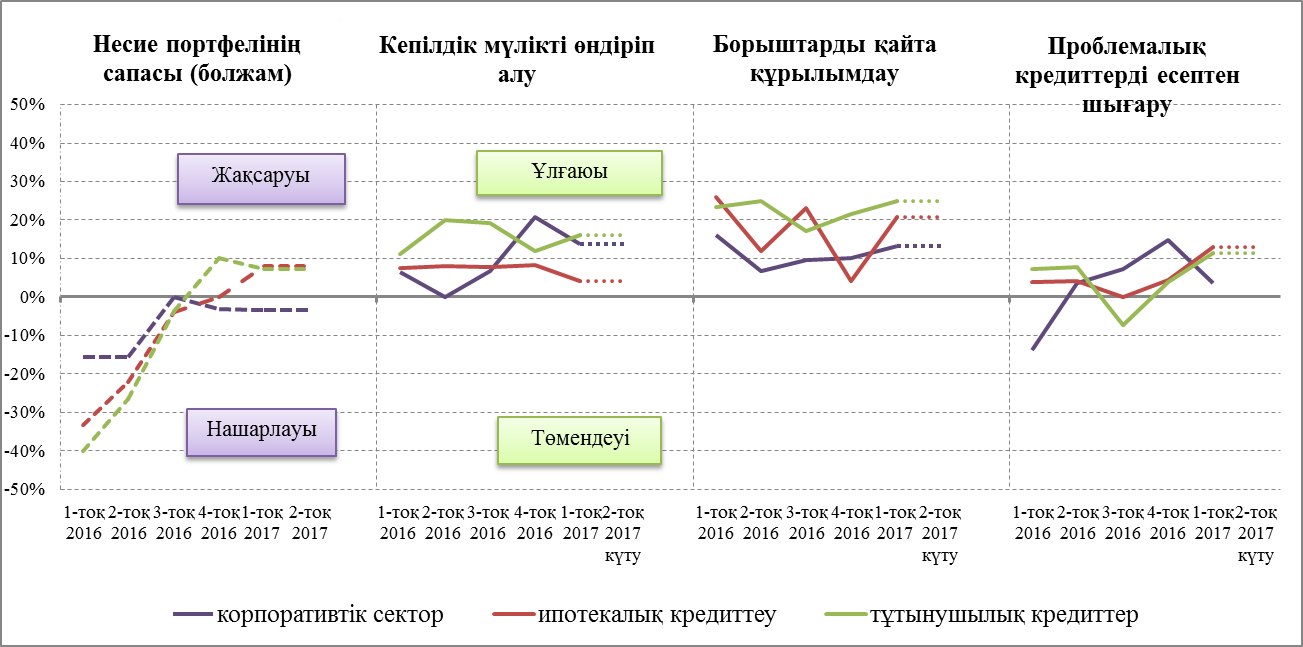 Несие портфелінің
сапасы (болжам)
Кепілдік мүлікті өндіріп
алу
Борыштарды қайта
құрылымдау
Проблемалық
кредиттерді есептен
шығару
50%
40%
30%
20%
10%
0%
-10%
-20%
-30%
-40%
-50%
Жақсаруы
Нашарлауы
Ұлғаюы
Төмендеуі
1-тоқ 2-тоқ 3-тоқ 4-тоқ 1-тоқ 2-тоқ
2016 2016 2016 2016 2017 2017
1-тоқ 2-тоқ 3-тоқ 4-тоқ 1-тоқ 2-тоқ
2016 2016 2016 2016 2017 2017
күту
1-тоқ 2-тоқ 3-тоқ 4-тоқ 1-тоқ 2-тоқ
2016 2016 2016 2016 2017 2017
күту
1-тоқ 2-тоқ 3-тоқ 4-тоқ 1-тоқ 2-тоқ
2016 2016 2016 2016 2017 2017
күту
корпоративтік сектор
ипотекалық кредиттеу
тұтынушылық кредиттер